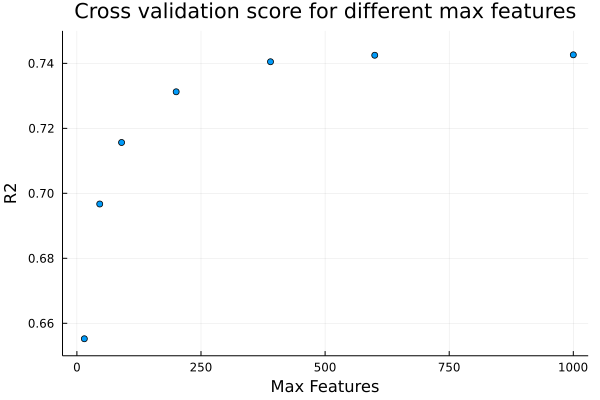 Cross validation score for different max features
0.74
0.72
0.70
0.68
0.66
R2
0 250 500 750 1000
Max Features